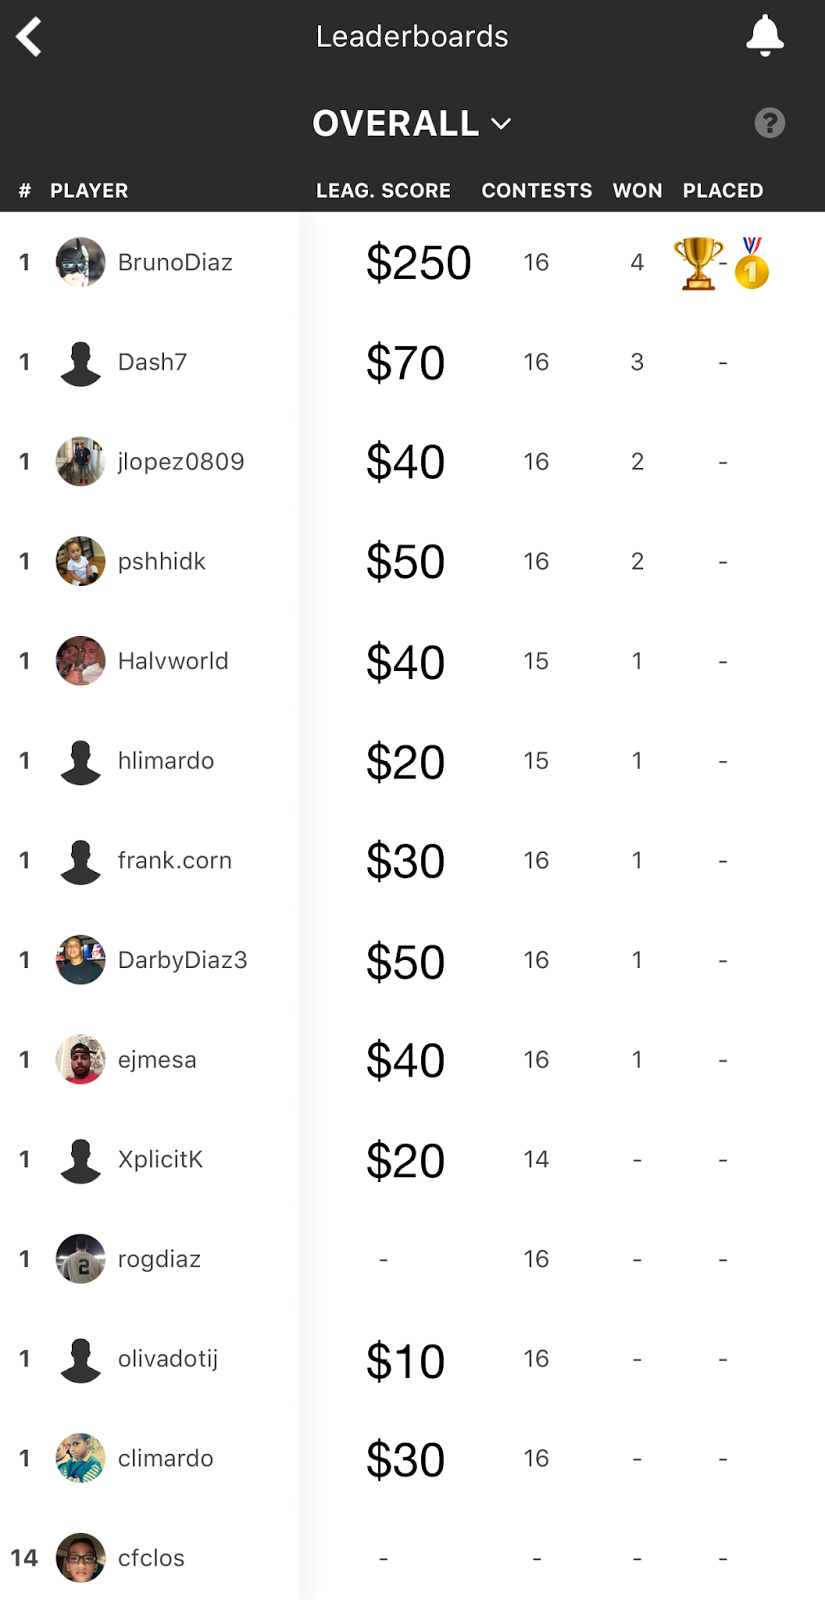 Leaderboards
OVERALL
?
# PLAYER LEAG. SCORE CONTESTS WON PLACED
1 BrunoDiaz $250 16 4 - 1
1 Dash7 $70 16 3 -
1 jlopez0809 $40 16 2 -
1 pshhidk $50 16 2 -
1 Halvworld $40 15 1 -
1 hlimardo $20 15 1 -
1 frank.corn $30 16 1 -
1 DarbyDiaz3 $50 16 1 -
1 ejmesa $40 16 1 -
1 XplicitK $20 14 - -
1 2 rogdiaz - 16 - -
1 olivadotij $10 16 - -
1 climardo $30 16 - -
14 cfclos - - - -